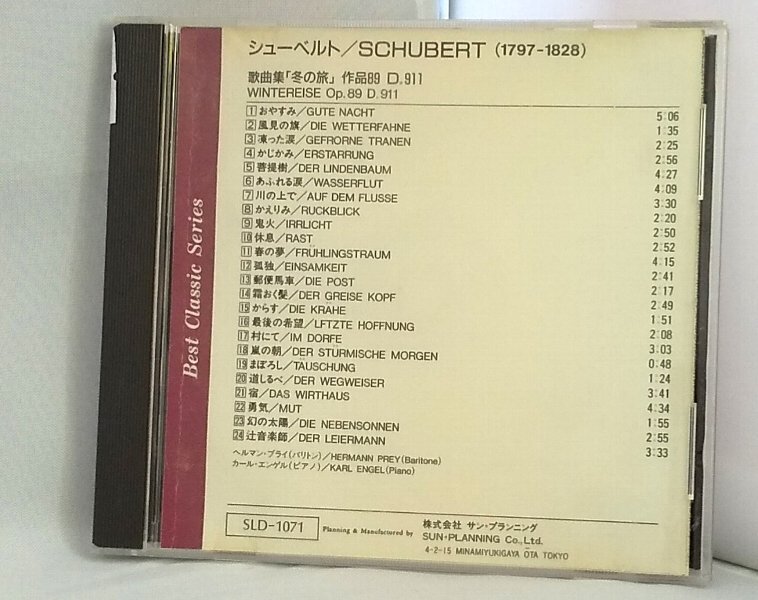 シューベルト/SCHUBERT (1797-1828)
歌曲集「冬の旅」作品89 D.911
WINTEREISE Op.89 D.911
1 おやすみ/GUTE NACHT 5:06
2 風見の旗/DIE WETTERFAHNE 1:35
3 凍った涙/GEFRORNE TRANEN 2:25
4 かじかみ/ERSTARRUNG 2:56
5 菩提樹/DER LINDENBAUM 4:27
6 あふれる涙/WASSERFLUT 4:09
7 川の上で/AUF DEM FLUSSE 3:30
8 かえりみ/RUCKBLICK 2:20
9 鬼火/IRRLICHT 2:50
10 休息/RAST 2:52
11 春の夢/FRÜHLINGSTRAUM 4:15
12 孤独/EINSAMKEIT 2:41
13 郵便馬車/DIE POST 2:17
14 霜おく髪/DER GREISE KOPF 2:49
15 からす/DIE KRÄHE 1:51
16 最後の希望/LFTZTE HOFFNUNG 2:08
17 村にて/IM DORFE 3:03
18 嵐の朝/DER STÜRMISCHE MORGEN 0:48
19 まぼろし/TÄUSCHUNG 1:24
20 道しるべ/DER WEGWEISER 3:41
21 宿/DAS WIRTHAUS 4:34
22 勇気/MUT 1:55
23 幻の太陽/DIE NEBENSONNEN 2:55
24 辻音楽師/DER LEIERMANN 3:33
ヘルマン・プライ(バリトン)/HERMANN PREY(Baritone)
カール・エンゲル(ピアノ)/KARL ENGEL(Piano)
Best Classic Series
SLD-1071
Planning & Manufactured by
株式会社 サン・プランニング
SUN・PLANNING Co.,Ltd.
4-2-15 MINAMIYUKIGAYA ŌTA TOKYO